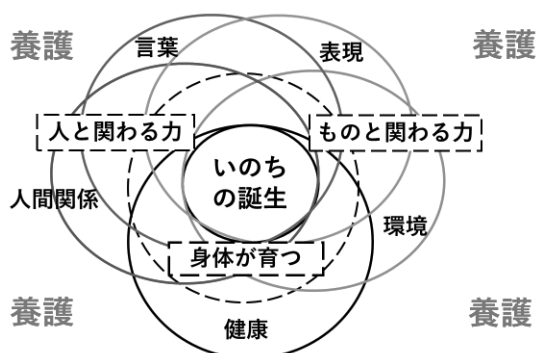 養護
言葉
表現
養護
人と関わる力
ものと関わる力
いのち
の誕生
人間関係
環境
身体が育つ
養護
健康
養護